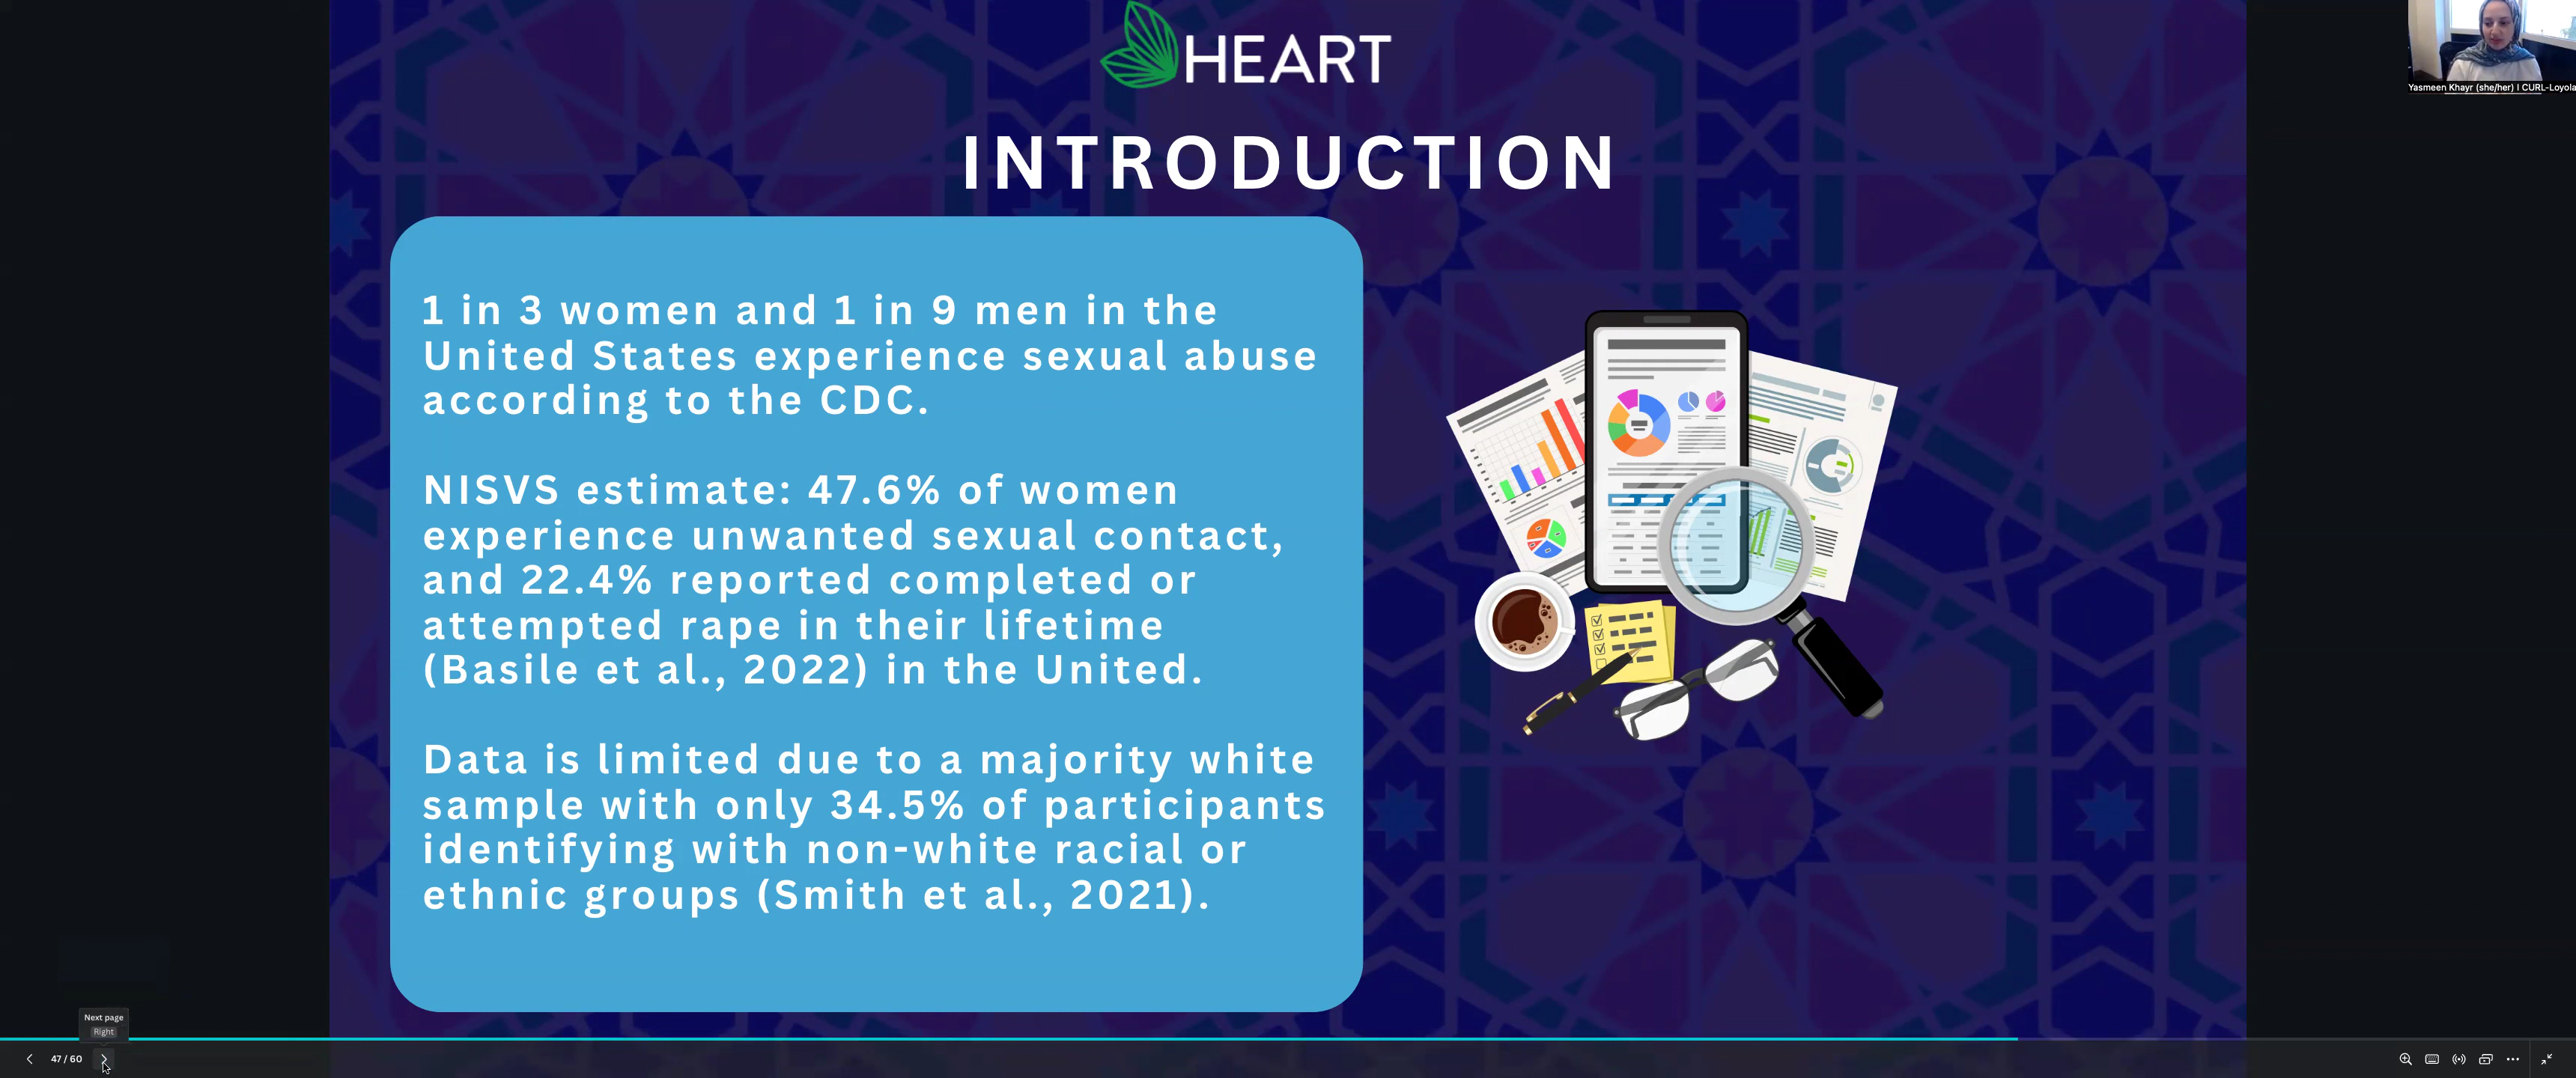 HEART
Yasmeen Khayr (she/her) | CURL-Loyola
INTRODUCTION
1 in 3 women and 1 in 9 men in the
United States experience sexual abuse
according to the CDC.
NISVS estimate: 47.6% of women
experience unwanted sexual contact,
and 22.4% reported completed or
attempted rape in their lifetime
(Basile et al., 2022) in the United.
Data is limited due to a majority white
sample with only 34.5% of participants
identifying with non-white racial or
ethnic groups (Smith et al., 2021).
Next page
Right
47 / 60